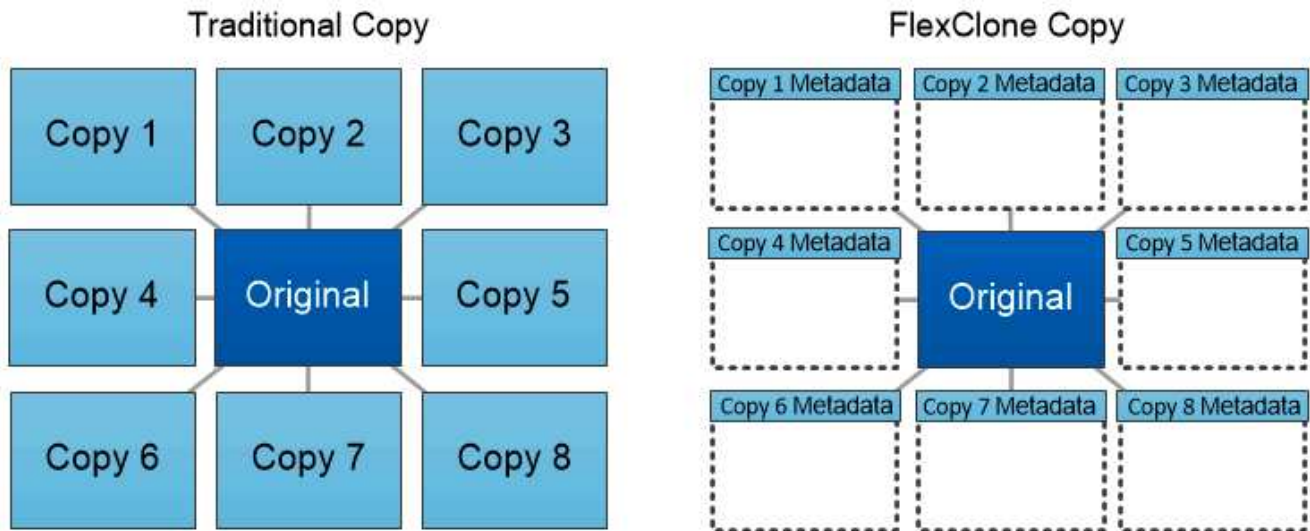 Traditional Copy
Copy 1
Copy 2
Copy 3
Copy 4
Original
Copy 5
Copy 6
Copy 7
Copy 8
FlexClone Copy
Copy 1 Metadata
Copy 2 Metadata
Copy 3 Metadata
Copy 4 Metadata
Original
Copy 5 Metadata
Copy 6 Metadata
Copy 7 Metadata
Copy 8 Metadata